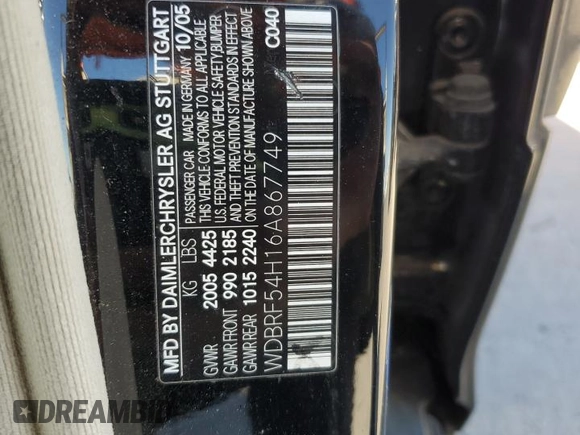 MFD BY DAIMLERCHRYSLER AG STUTTGART
PASSENGER CAR MADE IN GERMANY 10/05
KG LBS
THIS VEHICLE CONFORMS TO ALL APPLICABLE
GVWR 2005 4425
U.S. FEDERAL MOTOR VEHICLE SAFETY/BUMPER
GAWR FRONT 990 2185
AND THEFT PREVENTION STANDARDS IN EFFECT
GAWR REAR 1015 2240
ON THE DATE OF MANUFACTURE SHOWN ABOVE
WDBRF54H16A867749
C040